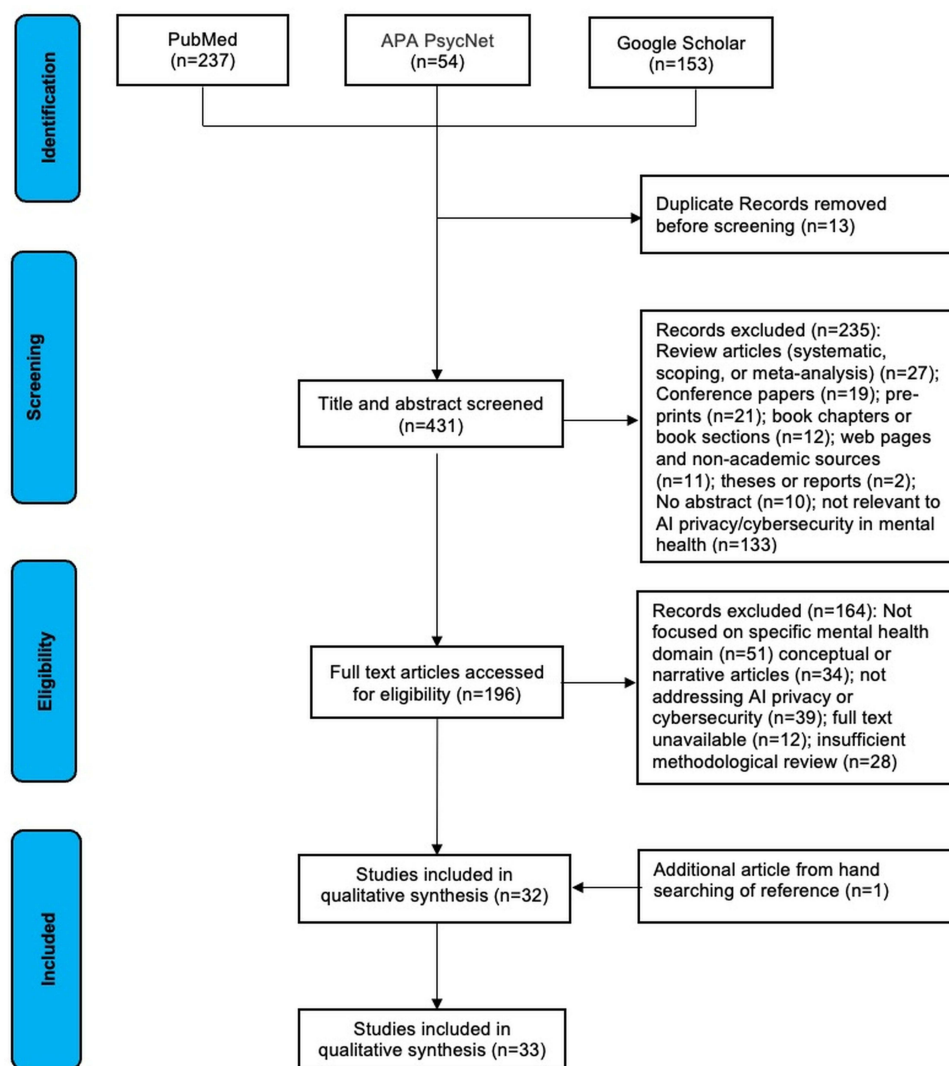 Identification
PubMed
(n=237)
APA PsycNet
(n=54)
Google Scholar
(n=153)
Duplicate Records removed
before screening (n=13)
Screening
Title and abstract screened
(n=431)
Records excluded (n=235):
Review articles (systematic,
scoping, or meta-analysis) (n=27);
Conference papers (n=19); pre-
prints (n=21); book chapters or
book sections (n=12); web pages
and non-academic sources
(n=11); theses or reports (n=2);
No abstract (n=10); not relevant to
AI privacy/cybersecurity in mental
health (n=133)
Eligibility
Full text articles accessed
for eligibility (n=196)
Records excluded (n=164): Not
focused on specific mental health
domain (n=51) conceptual or
narrative articles (n=34); not
addressing AI privacy or
cybersecurity (n=39); full text
unavailable (n=12); insufficient
methodological review (n=28)
Included
Studies included in
qualitative synthesis (n=32)
Additional article from hand
searching of reference (n=1)
Studies included in
qualitative synthesis (n=33)